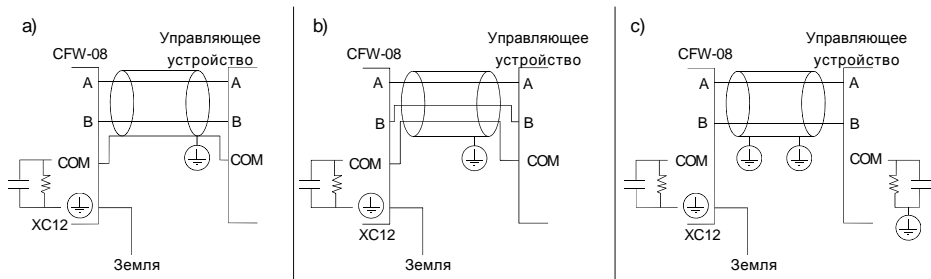 a)
Управляющее
CFW-08
устройство
A
A
B
B
COM
COM
XC12
Земля
b)
Управляющее
CFW-08
устройство
A
A
B
B
COM
COM
XC12
Земля
c)
Управляющее
CFW-08
устройство
A
A
B
B
COM
COM
XC12
Земля